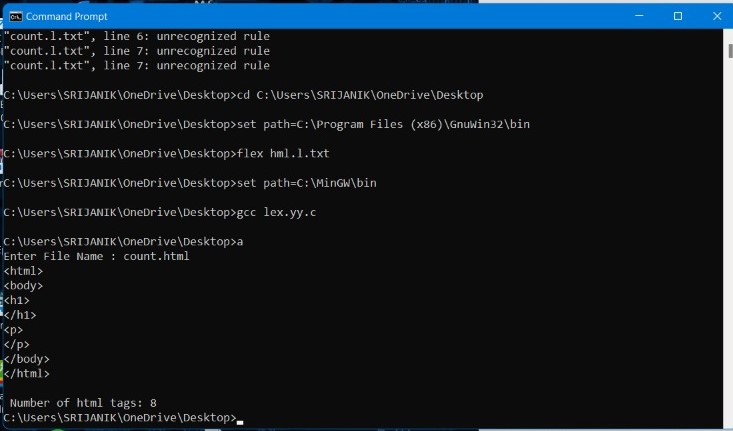 Command Prompt
"count.l.txt", line 6: unrecognized rule
"count.l.txt", line 7: unrecognized rule
"count.l.txt", line 7: unrecognized rule
C:\Users\SRIJANIK\OneDrive\Desktop>cd C:\Users\SRIJANIK\OneDrive\Desktop
C:\Users\SRIJANIK\OneDrive\Desktop>set path=C:\Program Files (x86)\GnuWin32\bin
C:\Users\SRIJANIK\OneDrive\Desktop>flex hml.l.txt
C:\Users\SRIJANIK\OneDrive\Desktop>set path=C:\MinGW\bin
C:\Users\SRIJANIK\OneDrive\Desktop>gcc lex.yy.c
C:\Users\SRIJANIK\OneDrive\Desktop>a
Enter File Name : count.html
<html>
<body>
<h1>
</h1>
<p>
</p>
</body>
</html>
Number of html tags: 8
C:\Users\SRIJANIK\OneDrive\Desktop>